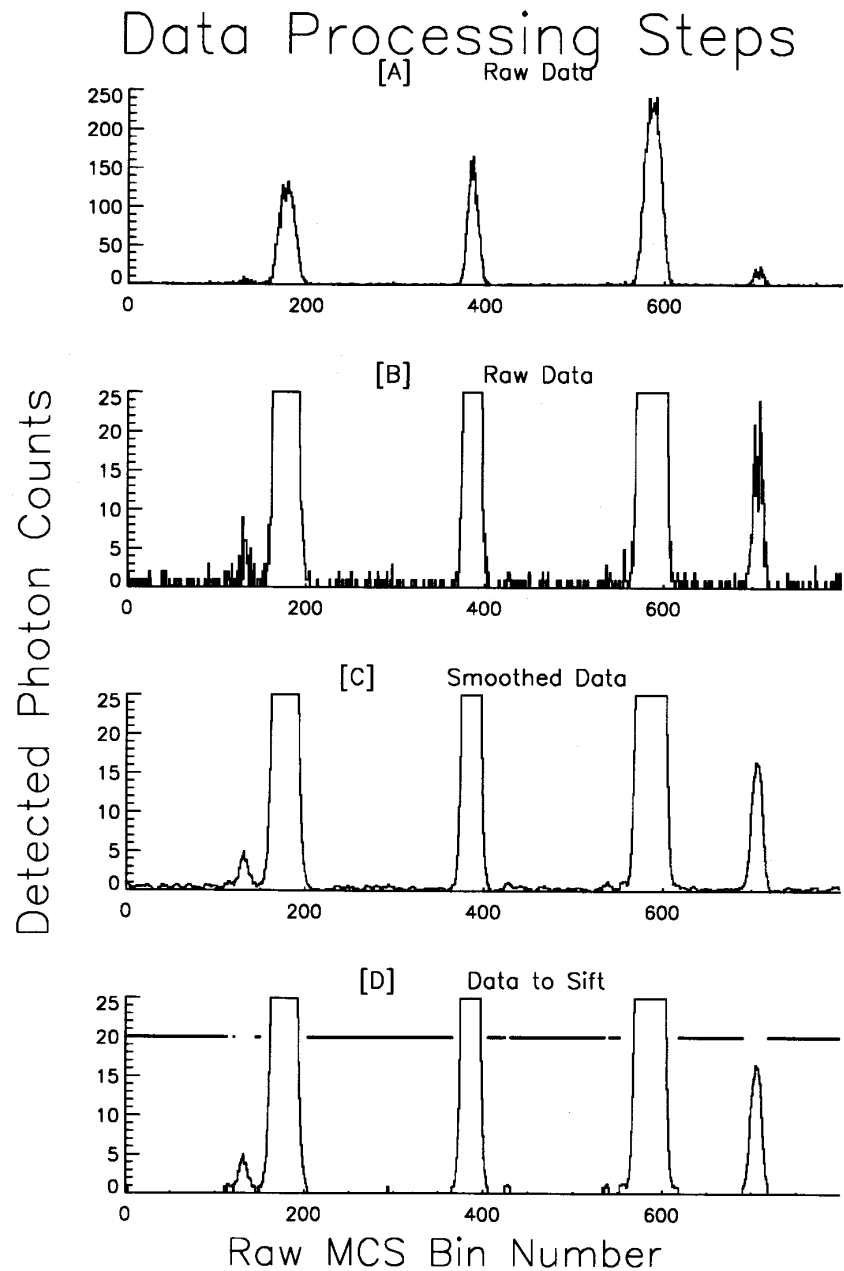 Data Processing Steps
[A] Raw Data
250
200
150
100
50
0
0 200 400 600
[B] Raw Data
25
20
15
10
5
0
0 200 400 600
[C] Smoothed Data
25
20
15
10
5
0
0 200 400 600
[D] Data to Sift
25
20
15
10
5
0
0 200 400 600
Detected Photon Counts
Raw MCS Bin Number